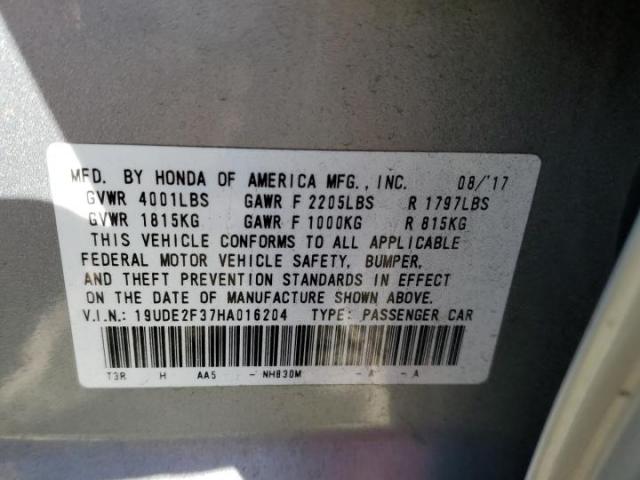 MFD. BY HONDA OF AMERICA MFG., INC. 08/'17
GVWR 4001LBS GAWR F 2205LBS R 1797LBS
GVWR 1815KG GAWR F 1000KG R 815KG
THIS VEHICLE CONFORMS TO ALL APPLICABLE
FEDERAL MOTOR VEHICLE SAFETY, BUMPER,
AND THEFT PREVENTION STANDARDS IN EFFECT
ON THE DATE OF MANUFACTURE SHOWN ABOVE.
V.I.N.: 19UDE2F37HA016204 TYPE: PASSENGER CAR
T3R H AA5 - NH830M - A - A